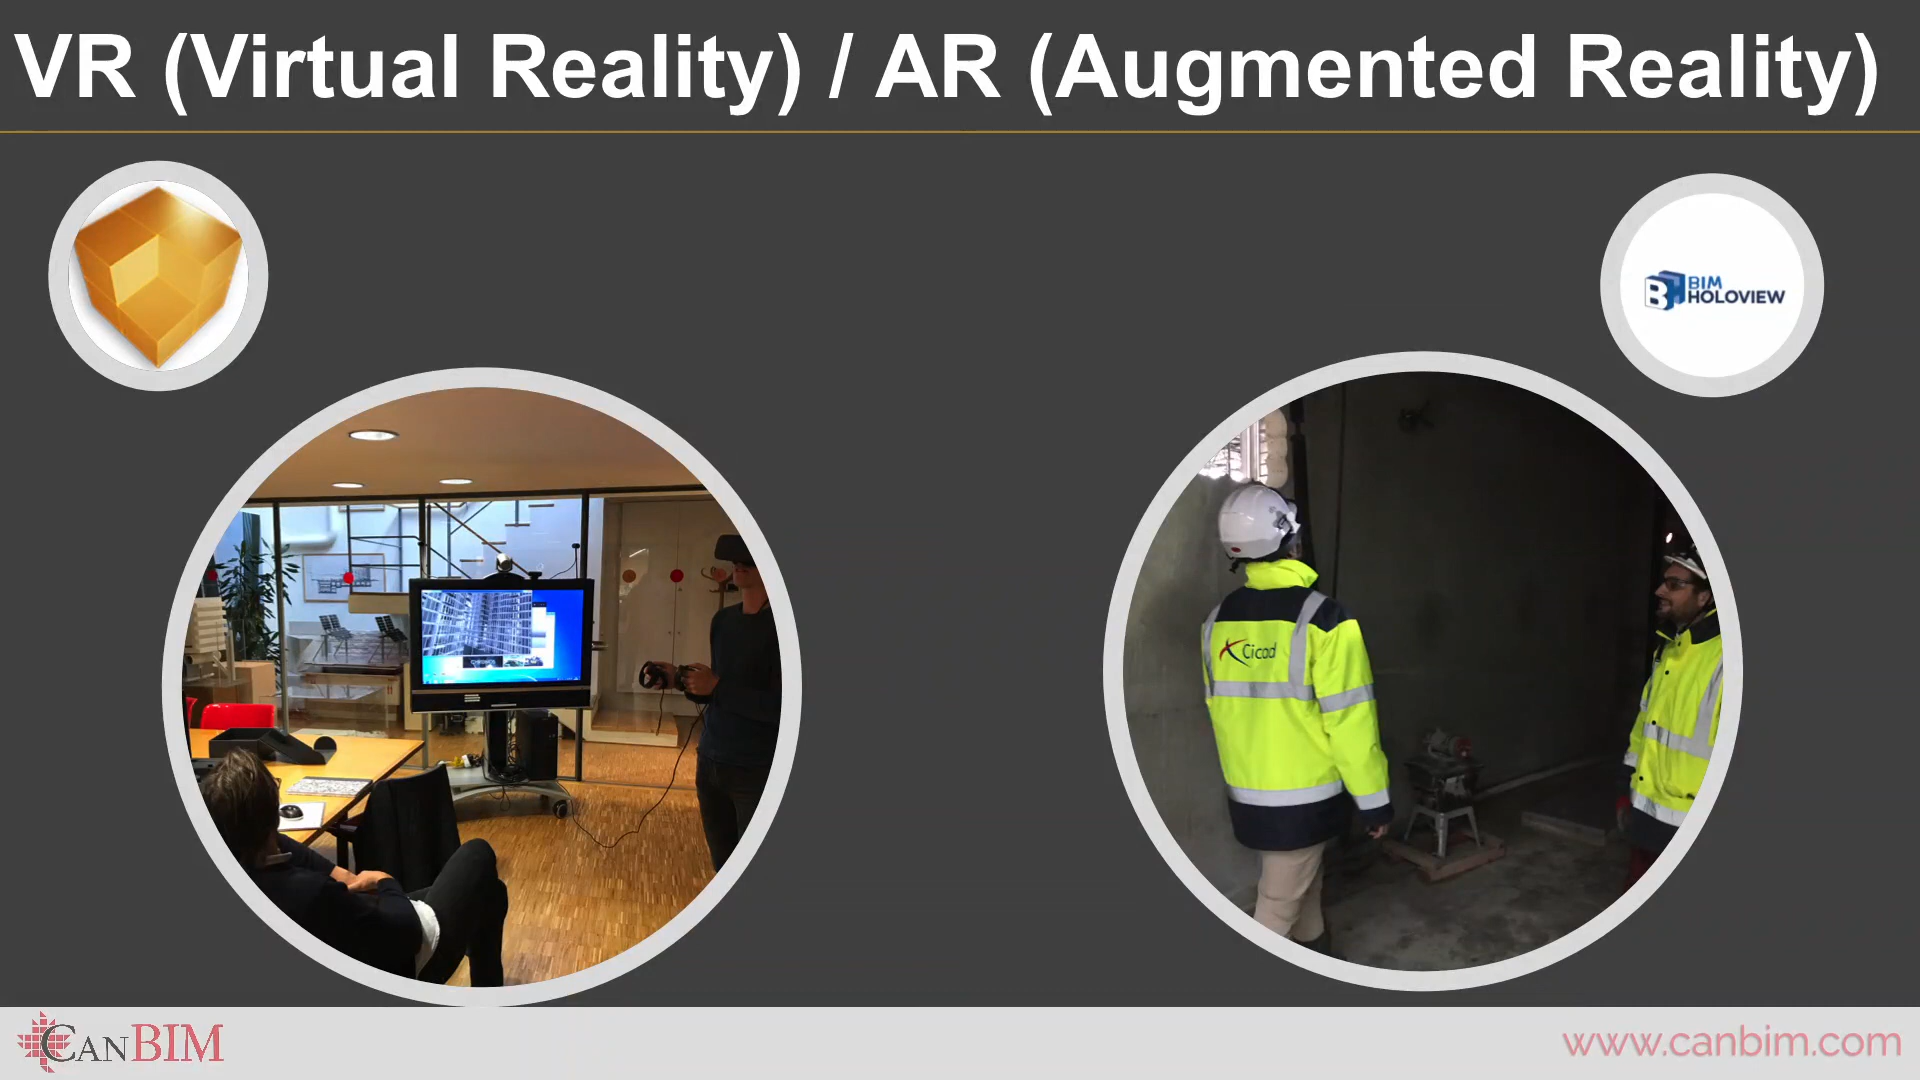 VR (Virtual Reality) / AR (Augmented Reality)
B BIM
HOLOVIEW
Cicad
CANBIM
www.canbim.com